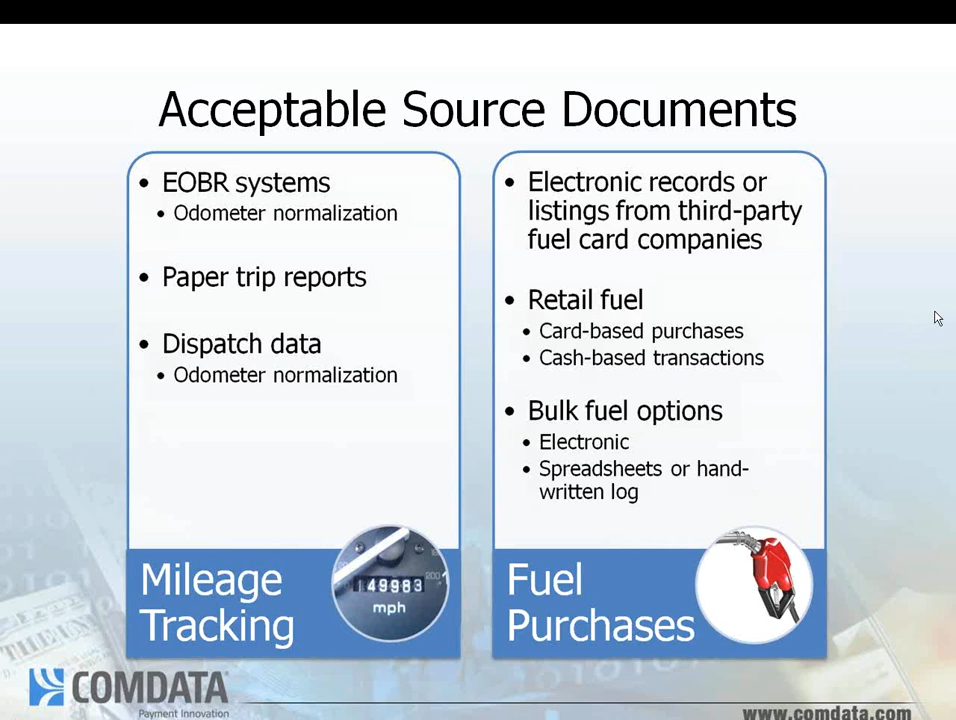 Acceptable Source Documents
• EOBR systems
• Odometer normalization
• Paper trip reports
• Dispatch data
• Odometer normalization
Mileage
Tracking
49983
mph
• Electronic records or
listings from third-party
fuel card companies
• Retail fuel
• Card-based purchases
• Cash-based transactions
• Bulk fuel options
• Electronic
• Spreadsheets or hand-
written log
Fuel
Purchases
COMDATA
Payment Innovation
www.comdata.com